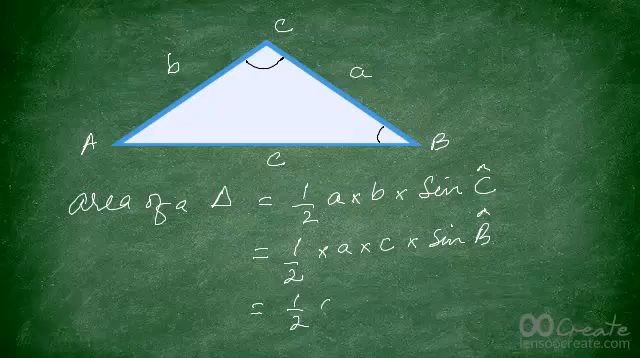 C
b
a
A
B
C
area of a Δ = 1/2 a × b × Sin Ĉ
= 1/2 × a × c × Sin B̂
= 1/2
Create
lensoocreate.com